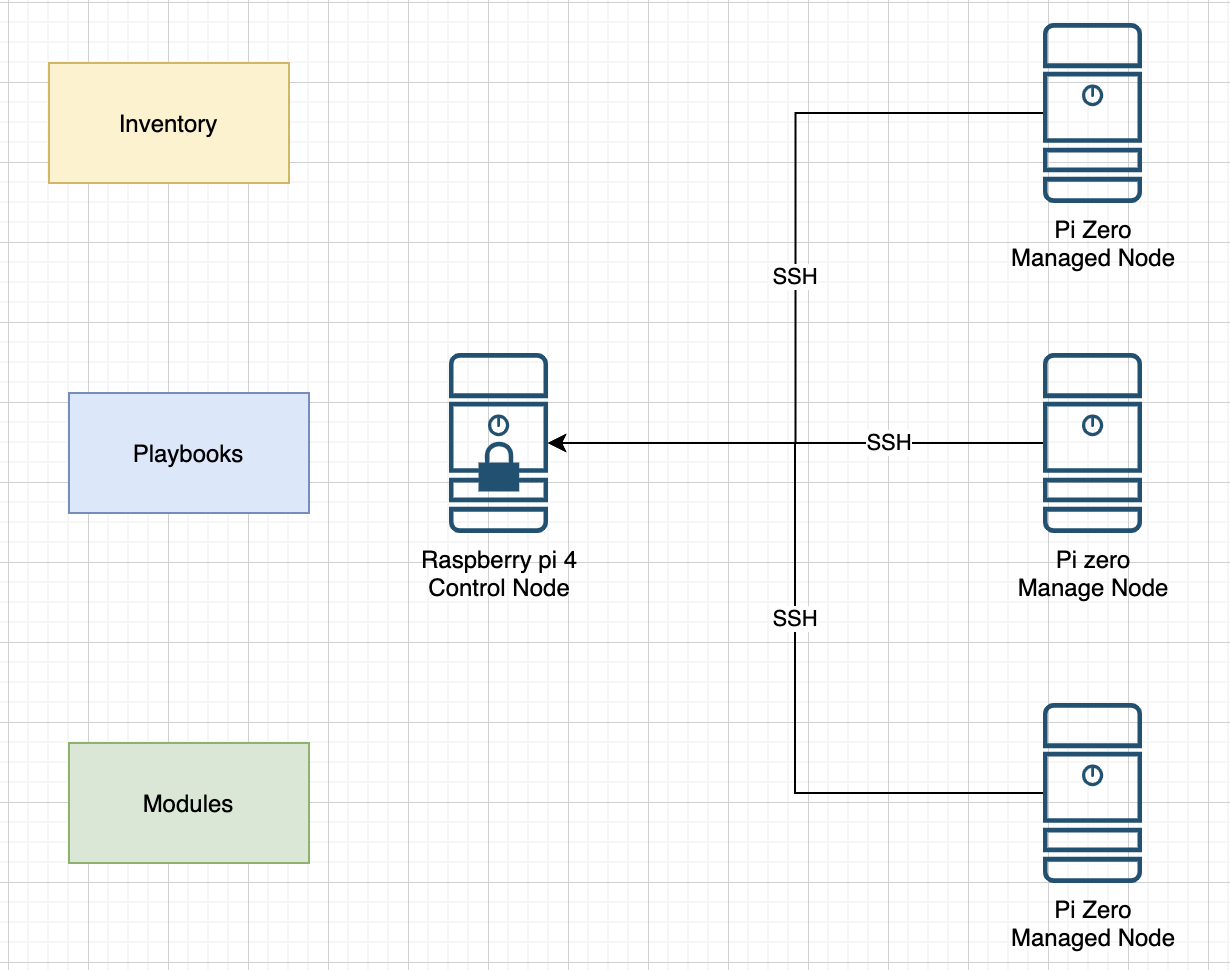 Inventory
Pi Zero
Managed Node
SSH
Playbooks
Raspberry pi 4
Control Node
SSH
Pi zero
Manage Node
SSH
Modules
Pi Zero
Managed Node